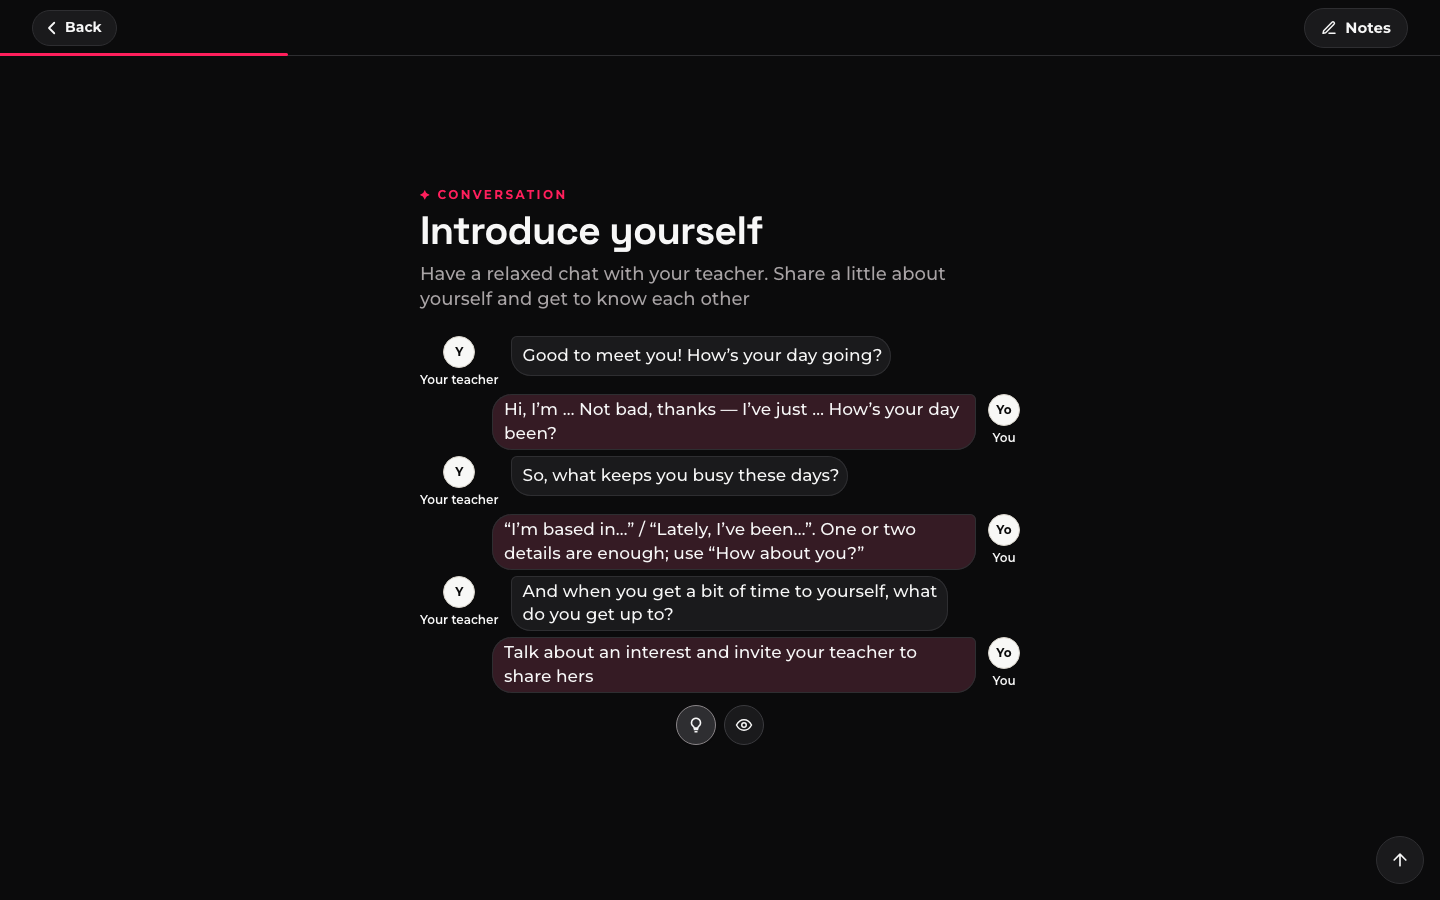 Back
Notes
CONVERSATION
Introduce yourself
Have a relaxed chat with your teacher. Share a little about
yourself and get to know each other
Y
Your teacher
Good to meet you! How’s your day going?
Hi, I’m ... Not bad, thanks — I’ve just ... How’s your day
been?
Yo
You
Y
Your teacher
So, what keeps you busy these days?
“I’m based in...” / “Lately, I’ve been...”. One or two
details are enough; use “How about you?”
Yo
You
Y
Your teacher
And when you get a bit of time to yourself, what
do you get up to?
Talk about an interest and invite your teacher to
share hers
Yo
You